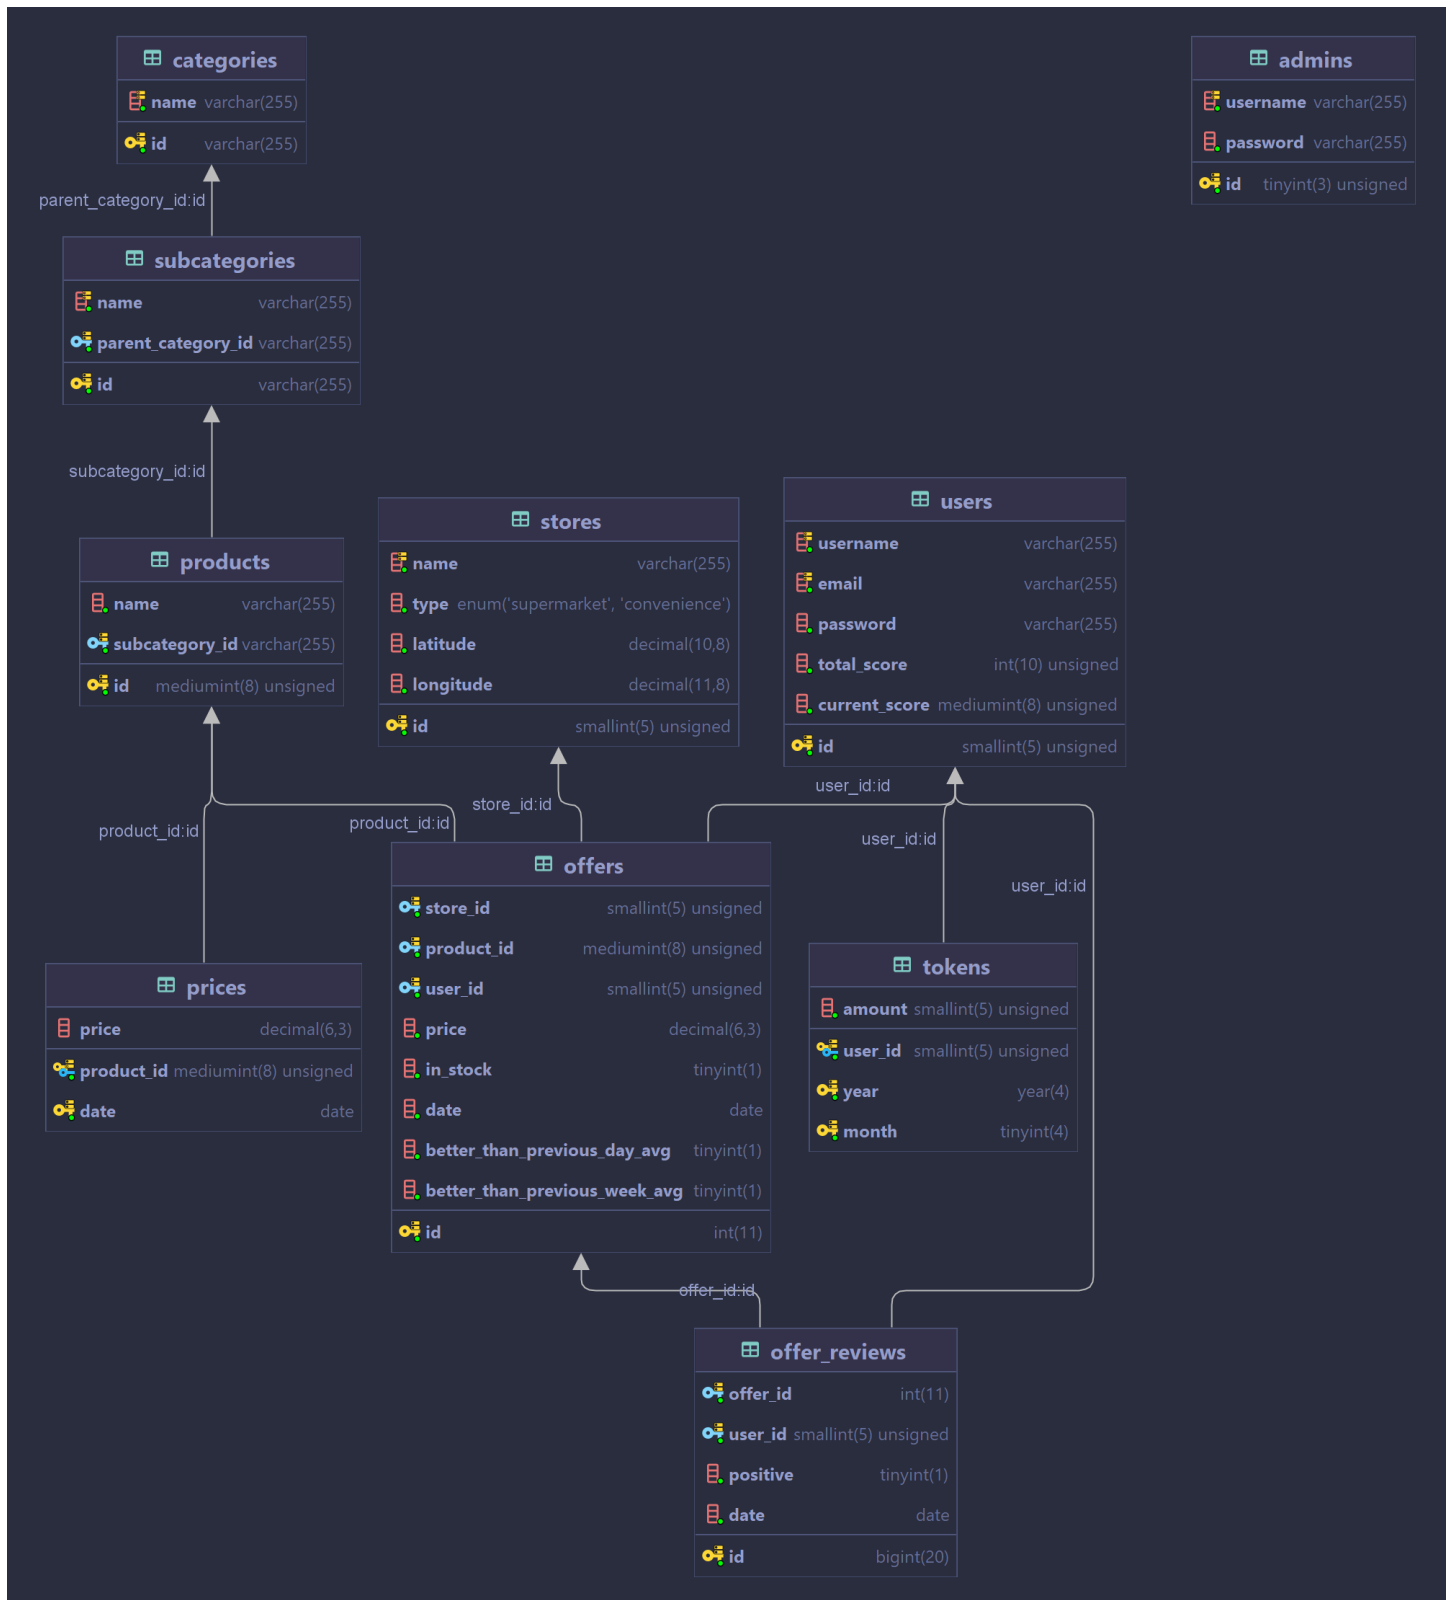 categories
name varchar(255)
id varchar(255)
admins
username varchar(255)
password varchar(255)
id tinyint(3) unsigned
parent_category_id:id
subcategories
name varchar(255)
parent_category_id varchar(255)
id varchar(255)
subcategory_id:id
products
name varchar(255)
subcategory_id varchar(255)
id mediumint(8) unsigned
stores
name varchar(255)
type enum('supermarket', 'convenience')
latitude decimal(10,8)
longitude decimal(11,8)
id smallint(5) unsigned
users
username varchar(255)
email varchar(255)
password varchar(255)
total_score int(10) unsigned
current_score mediumint(8) unsigned
id smallint(5) unsigned
product_id:id
product_id:id
store_id:id
user_id:id
user_id:id
user_id:id
prices
price decimal(6,3)
product_id mediumint(8) unsigned
date date
offers
store_id smallint(5) unsigned
product_id mediumint(8) unsigned
user_id smallint(5) unsigned
price decimal(6,3)
in_stock tinyint(1)
date date
better_than_previous_day_avg tinyint(1)
better_than_previous_week_avg tinyint(1)
id int(11)
tokens
amount smallint(5) unsigned
user_id smallint(5) unsigned
year year(4)
month tinyint(4)
offer_id:id
offer_reviews
offer_id int(11)
user_id smallint(5) unsigned
positive tinyint(1)
date date
id bigint(20)